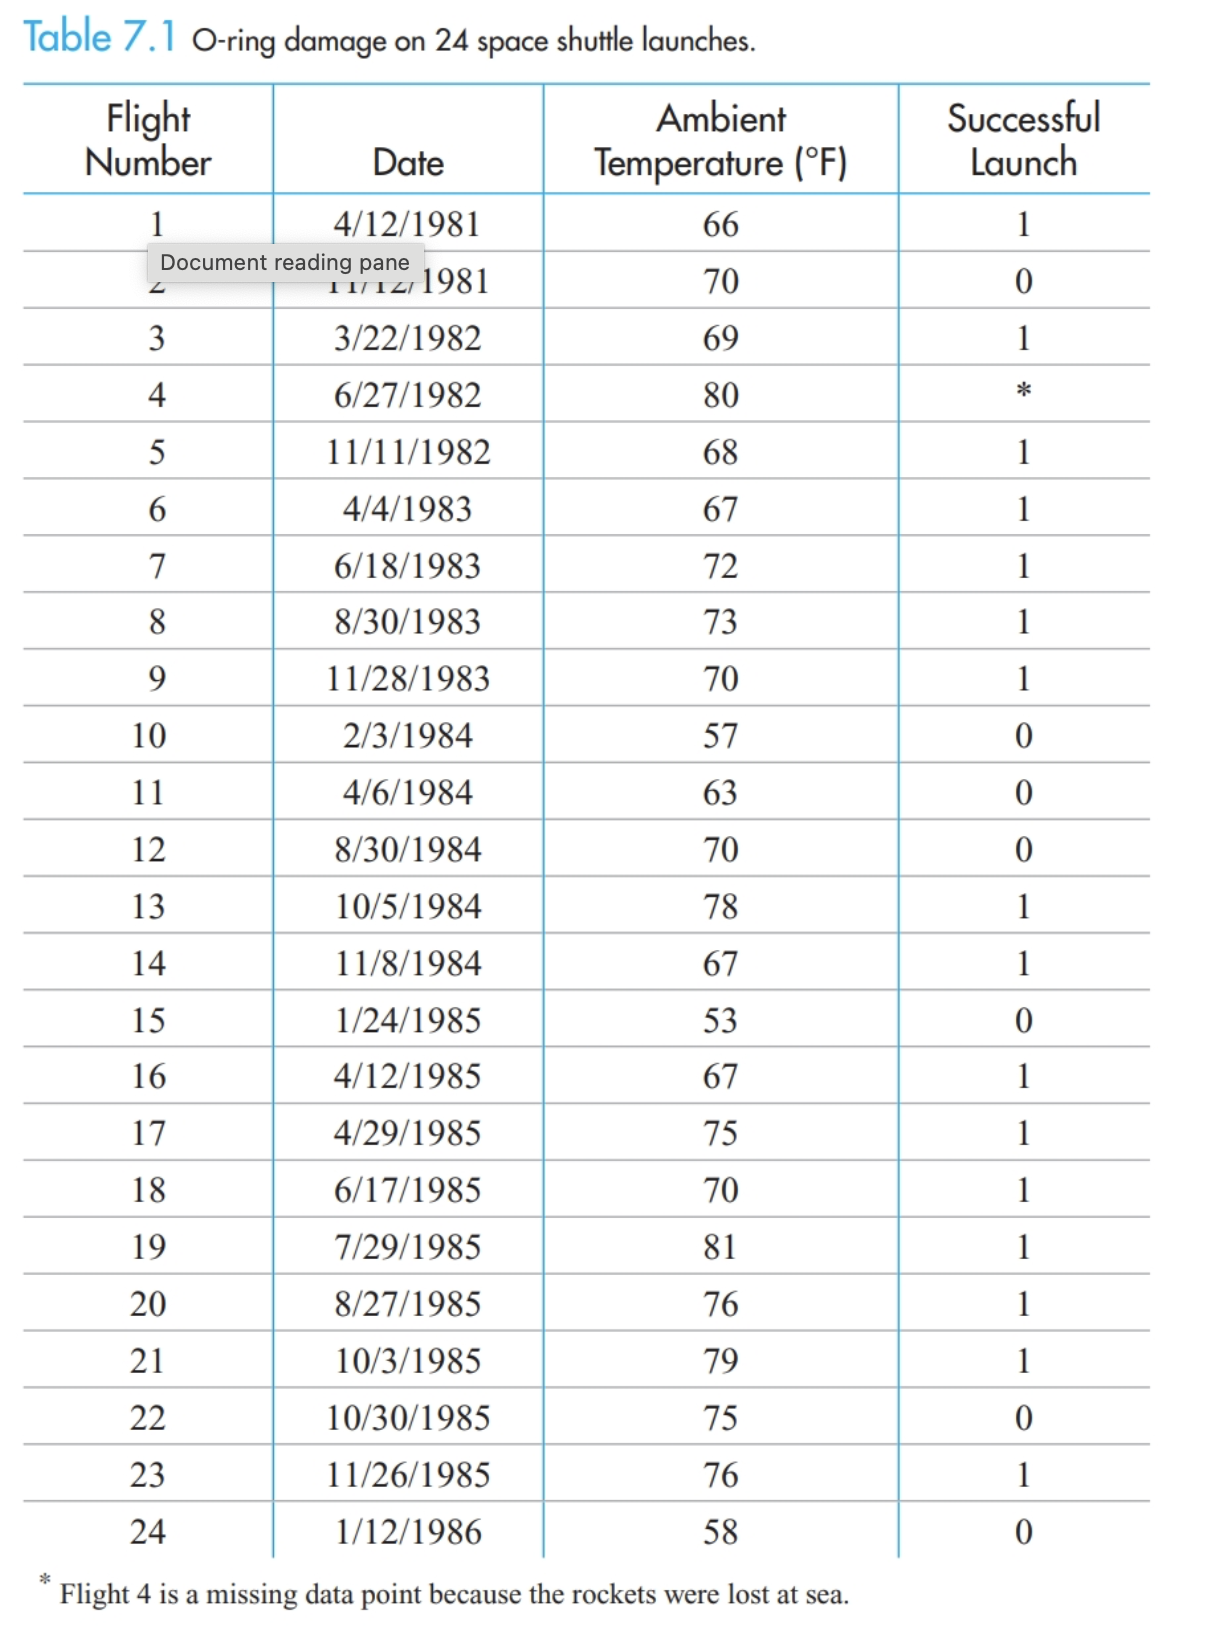 Table 7.1 O-ring damage on 24 space shuttle launches.
Flight Number Date Ambient Temperature (°F) Successful Launch
1 4/12/1981 66 1
Document reading pane
2 11/12/1981 70 0
3 3/22/1982 69 1
4 6/27/1982 80 *
5 11/11/1982 68 1
6 4/4/1983 67 1
7 6/18/1983 72 1
8 8/30/1983 73 1
9 11/28/1983 70 1
10 2/3/1984 57 0
11 4/6/1984 63 0
12 8/30/1984 70 0
13 10/5/1984 78 1
14 11/8/1984 67 1
15 1/24/1985 53 0
16 4/12/1985 67 1
17 4/29/1985 75 1
18 6/17/1985 70 1
19 7/29/1985 81 1
20 8/27/1985 76 1
21 10/3/1985 79 1
22 10/30/1985 75 0
23 11/26/1985 76 1
24 1/12/1986 58 0
* Flight 4 is a missing data point because the rockets were lost at sea.